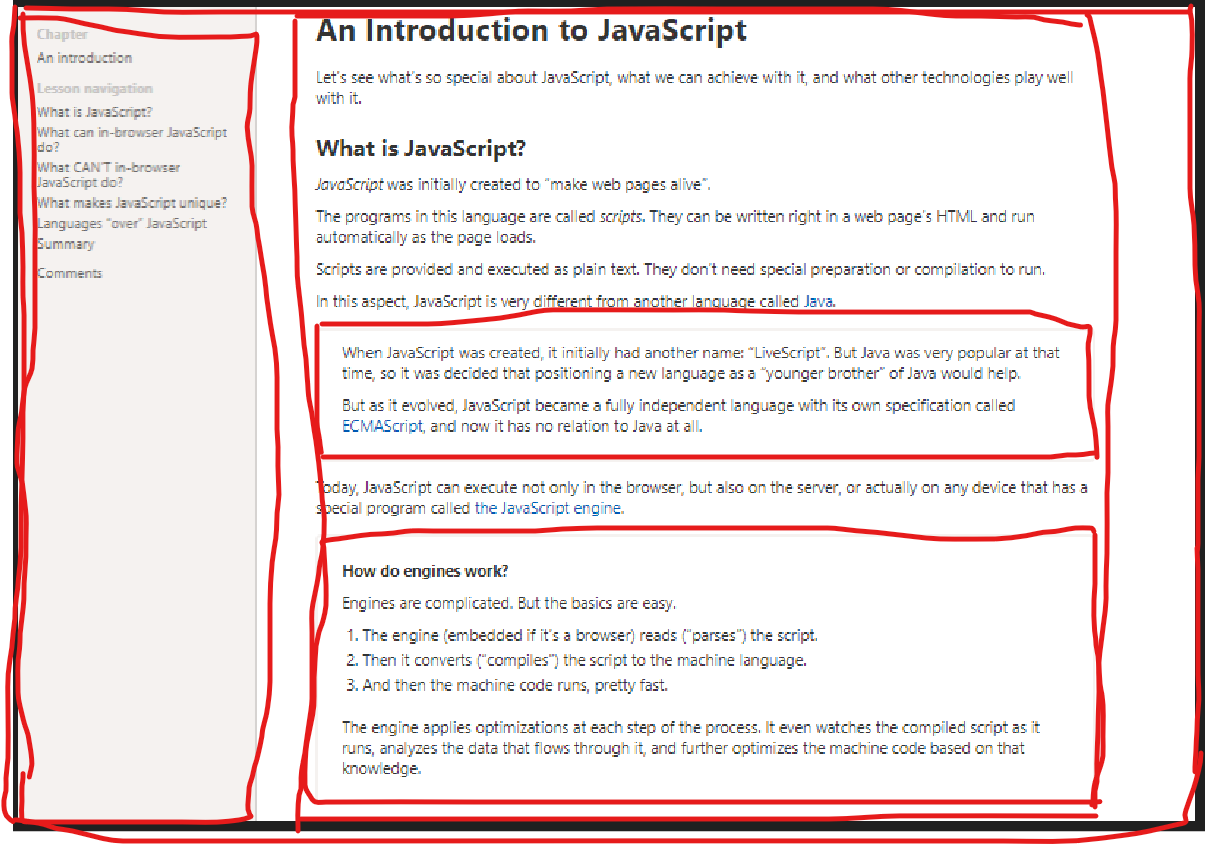 Chapter
An introduction
Lesson navigation
What is JavaScript?
What can in-browser JavaScript
do?
What CAN'T in-browser
JavaScript do?
What makes JavaScript unique?
Languages “over” JavaScript
Summary
Comments
An Introduction to JavaScript
Let's see what's so special about JavaScript, what we can achieve with it, and what other technologies play well
with it.
What is JavaScript?
JavaScript was initially created to “make web pages alive”.
The programs in this language are called scripts. They can be written right in a web page's HTML and run
automatically as the page loads.
Scripts are provided and executed as plain text. They don't need special preparation or compilation to run.
In this aspect, JavaScript is very different from another language called Java.
When JavaScript was created, it initially had another name: “LiveScript”. But Java was very popular at that
time, so it was decided that positioning a new language as a “younger brother” of Java would help.
But as it evolved, JavaScript became a fully independent language with its own specification called
ECMAScript, and now it has no relation to Java at all.
Today, JavaScript can execute not only in the browser, but also on the server, or actually on any device that has a
special program called the JavaScript engine.
How do engines work?
Engines are complicated. But the basics are easy.
1. The engine (embedded if it's a browser) reads (“parses”) the script.
2. Then it converts (“compiles”) the script to the machine language.
3. And then the machine code runs, pretty fast.
The engine applies optimizations at each step of the process. It even watches the compiled script as it
runs, analyzes the data that flows through it, and further optimizes the machine code based on that
knowledge.